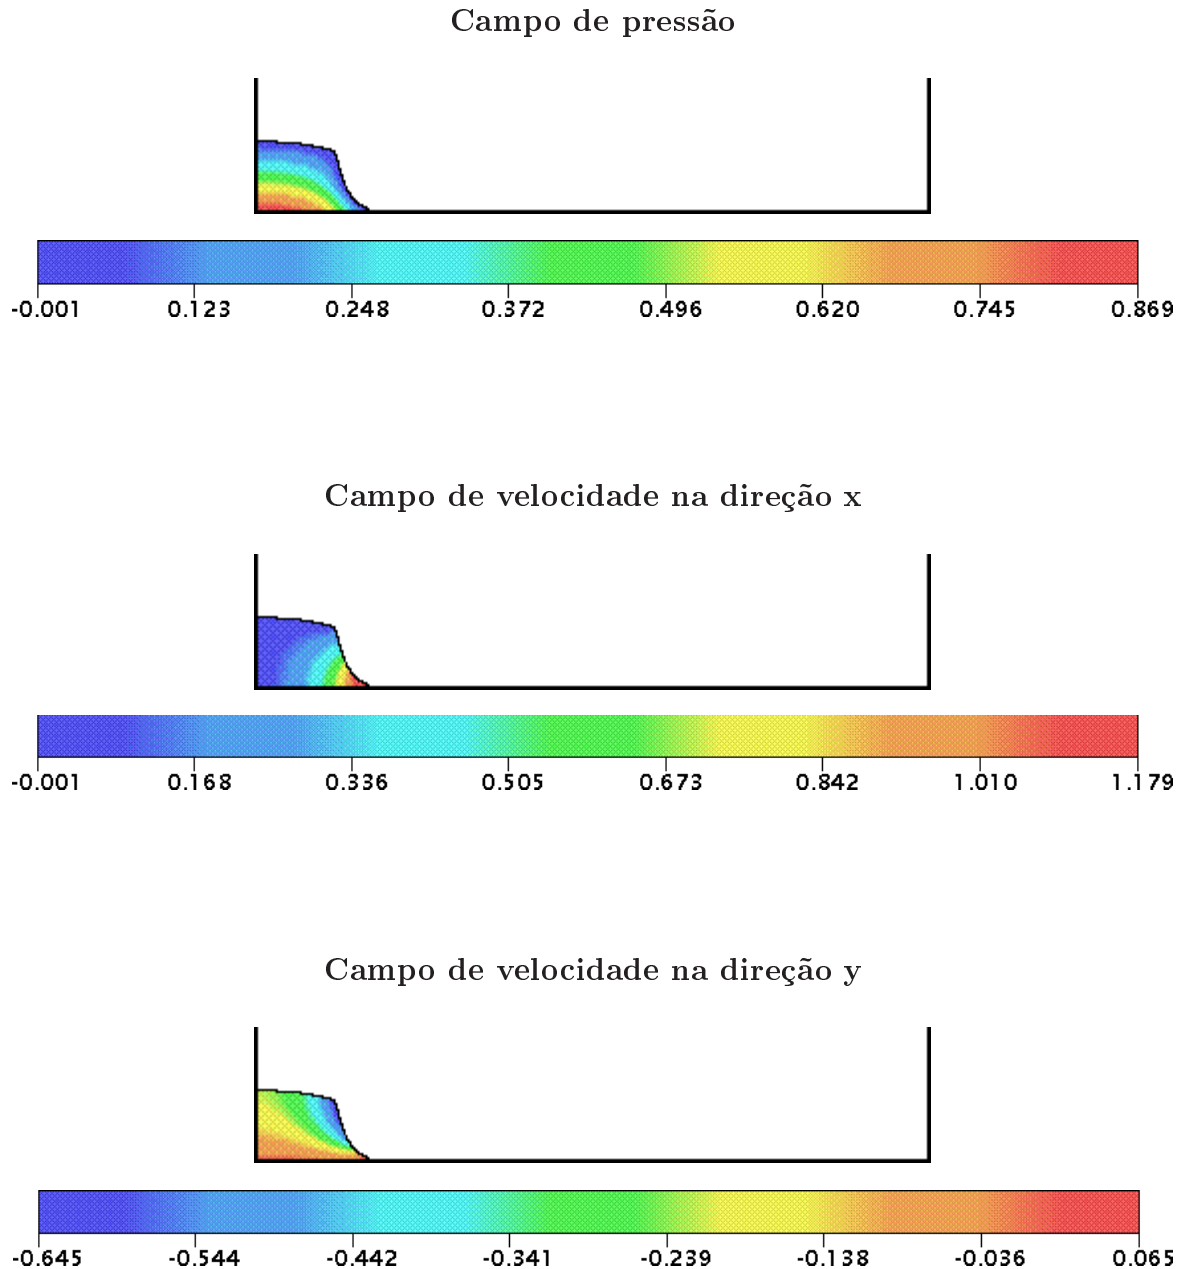 Campo de pressão
-0.001 0.123 0.248 0.372 0.496 0.620 0.745 0.869
Campo de velocidade na direção x
-0.001 0.168 0.336 0.505 0.673 0.842 1.010 1.179
Campo de velocidade na direção y
-0.645 -0.544 -0.442 -0.341 -0.239 -0.138 -0.036 0.065